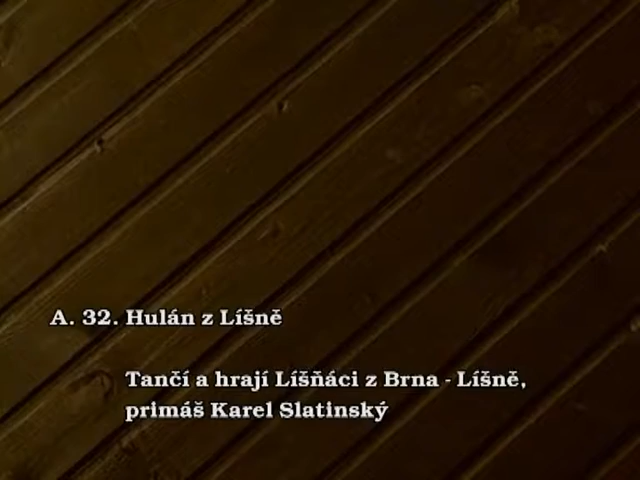 A. 32. Hulán z Líšně
Tančí a hrají Líšňáci z Brna - Líšně,
primáš Karel Slatinský